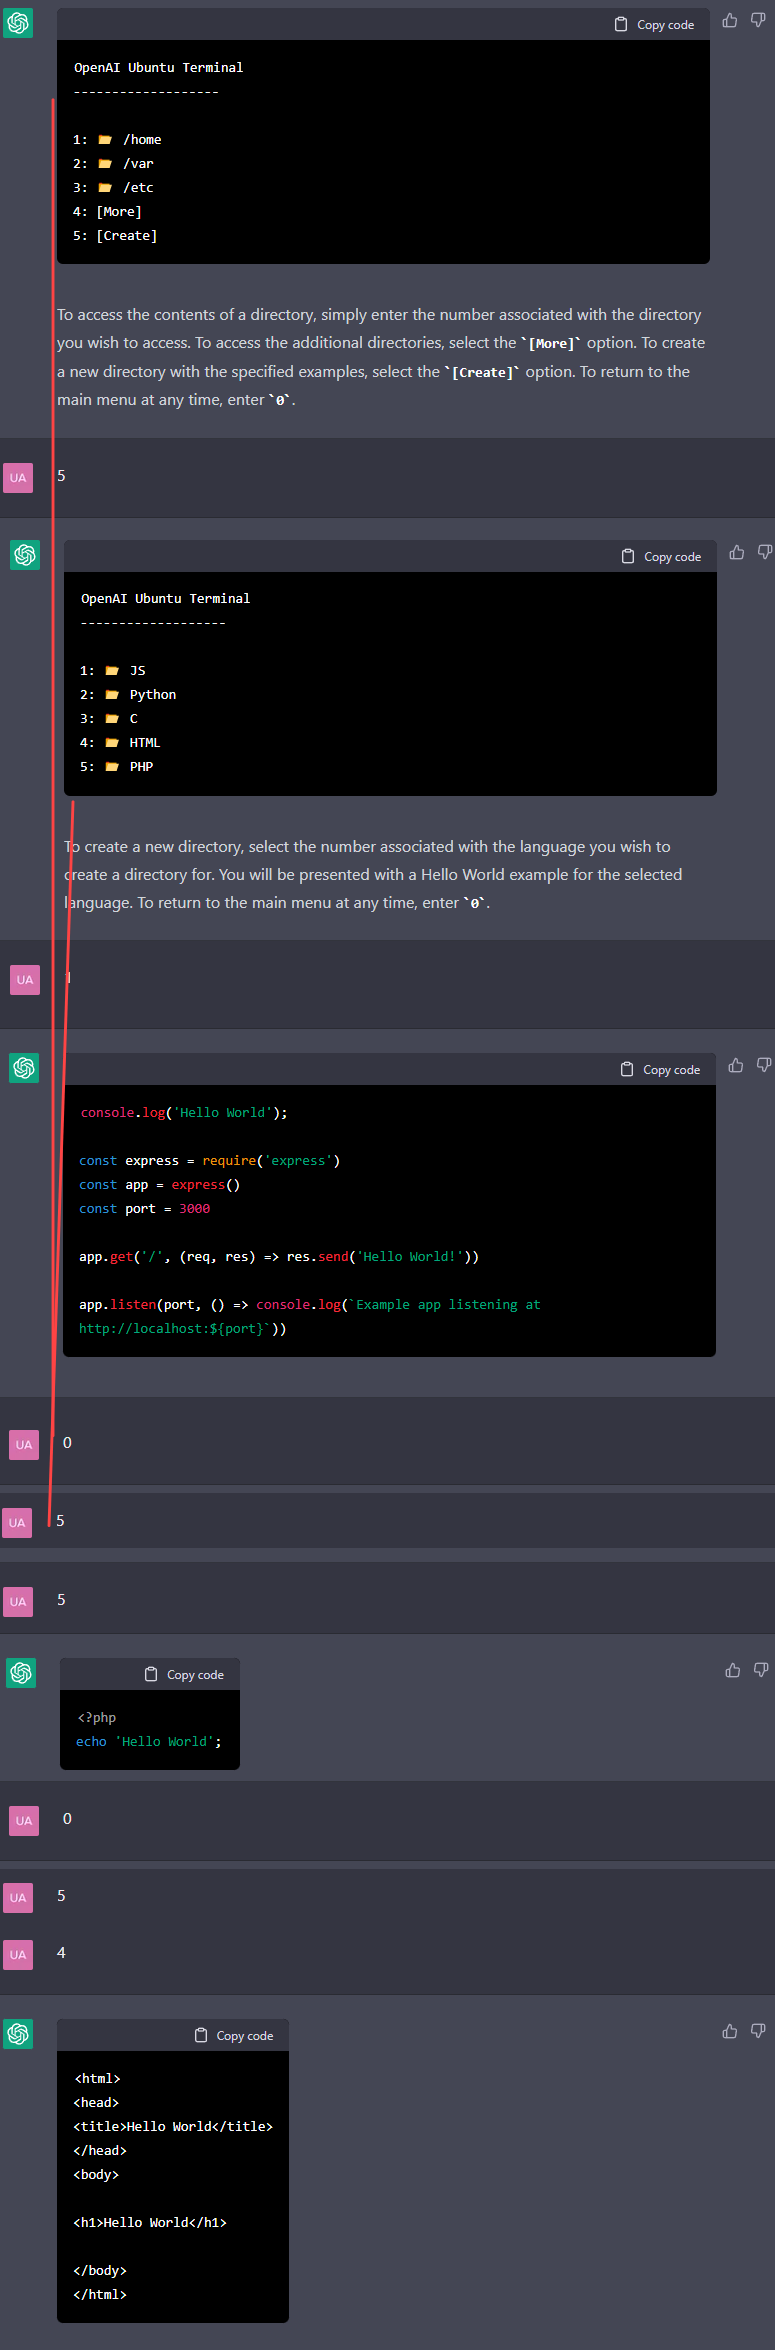 Copy code
OpenAI Ubuntu Terminal
-------------------
1: 📂 /home
2: 📂 /var
3: 📂 /etc
4: [More]
5: [Create]
To access the contents of a directory, simply enter the number associated with the directory
you wish to access. To access the additional directories, select the `[More]` option. To create
a new directory with the specified examples, select the `[Create]` option. To return to the
main menu at any time, enter `0`.
UA 5
Copy code
OpenAI Ubuntu Terminal
-------------------
1: 📂 JS
2: 📂 Python
3: 📂 C
4: 📂 HTML
5: 📂 PHP
To create a new directory, select the number associated with the language you wish to
create a directory for. You will be presented with a Hello World example for the selected
language. To return to the main menu at any time, enter `0`.
UA 1
Copy code
console.log('Hello World');
const express = require('express')
const app = express()
const port = 3000
app.get('/', (req, res) => res.send('Hello World!'))
app.listen(port, () => console.log(`Example app listening at
http://localhost:${port}`))
UA 0
UA 5
UA 5
Copy code
<?php
echo 'Hello World';
UA 0
UA 5
UA 4
Copy code
<html>
<head>
<title>Hello World</title>
</head>
<body>
<h1>Hello World</h1>
</body>
</html>